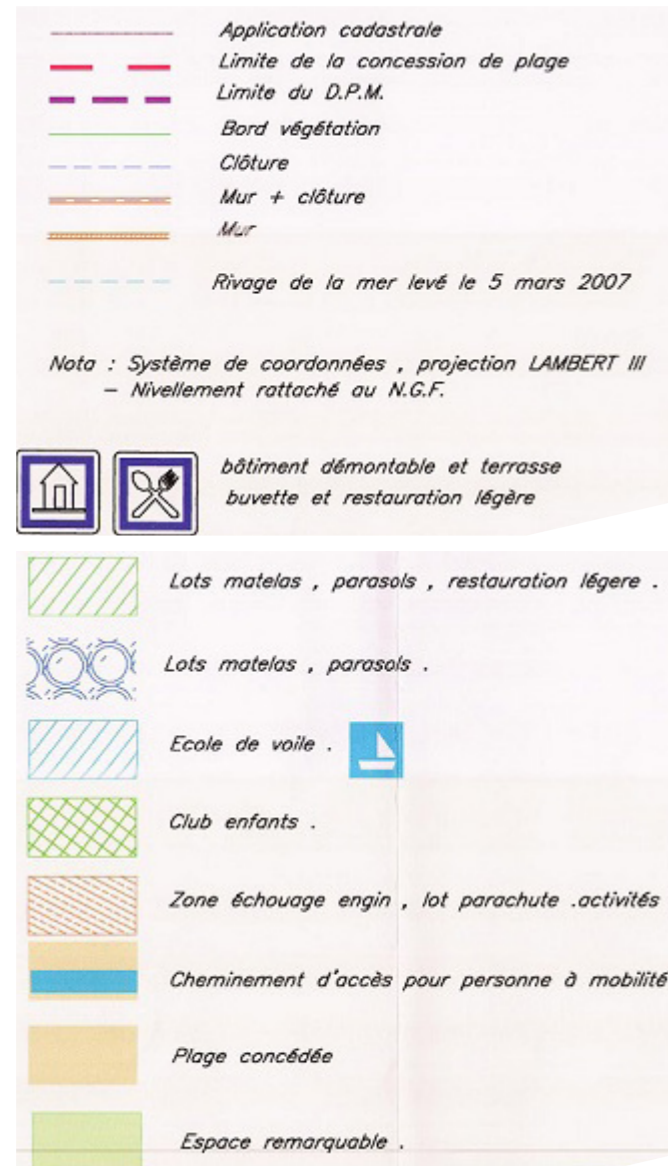 Application cadastrale
Limite de la concession de plage
Limite du D.P.M.
Bord végétation
Clôture
Mur + clôture
Mur
Rivage de la mer levé le 5 mars 2007
Nota : Système de coordonnées , projection LAMBERT III
– Nivellement rattaché au N.G.F.
bâtiment démontable et terrasse
buvette et restauration légère
Lots matelas , parasols , restauration légere .
Lots matelas , parasols .
Ecole de voile .
Club enfants .
Zone échouage engin , lot parachute .activités
Cheminement d'accès pour personne à mobilité
Plage concédée
Espace remarquable .